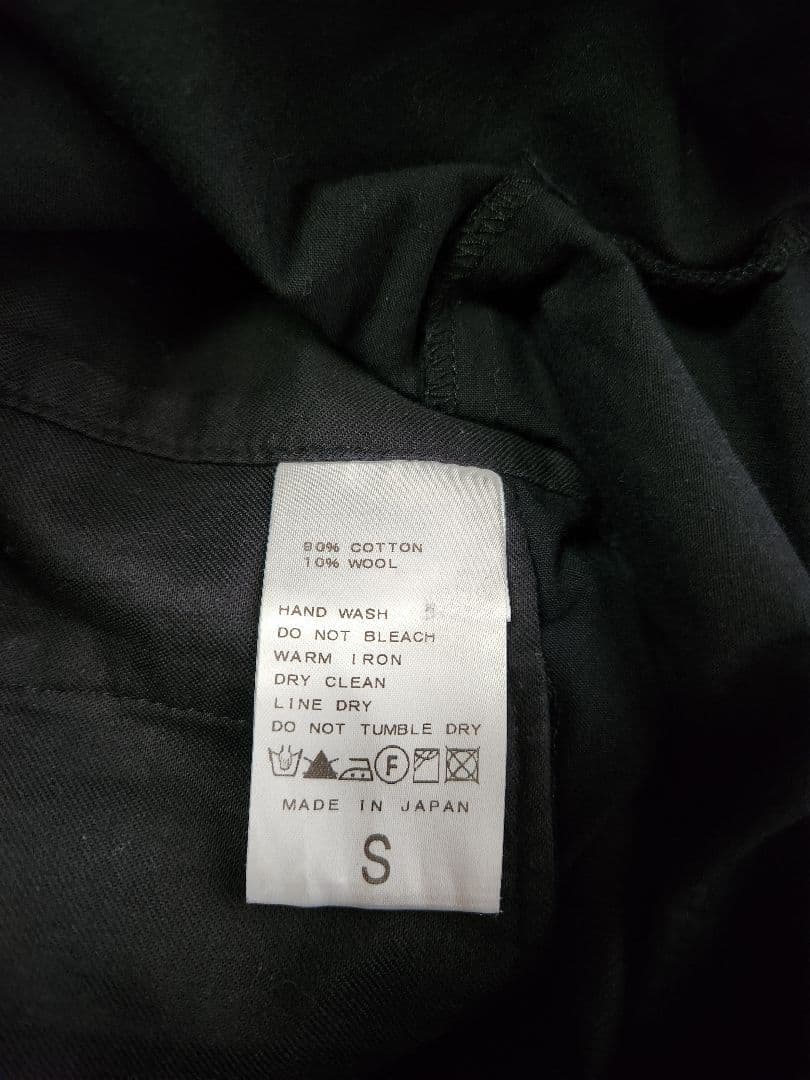 90% COTTON
10% WOOL
HAND WASH
DO NOT BLEACH
WARM IRON
DRY CLEAN
LINE DRY
DO NOT TUMBLE DRY
F
MADE IN JAPAN
S